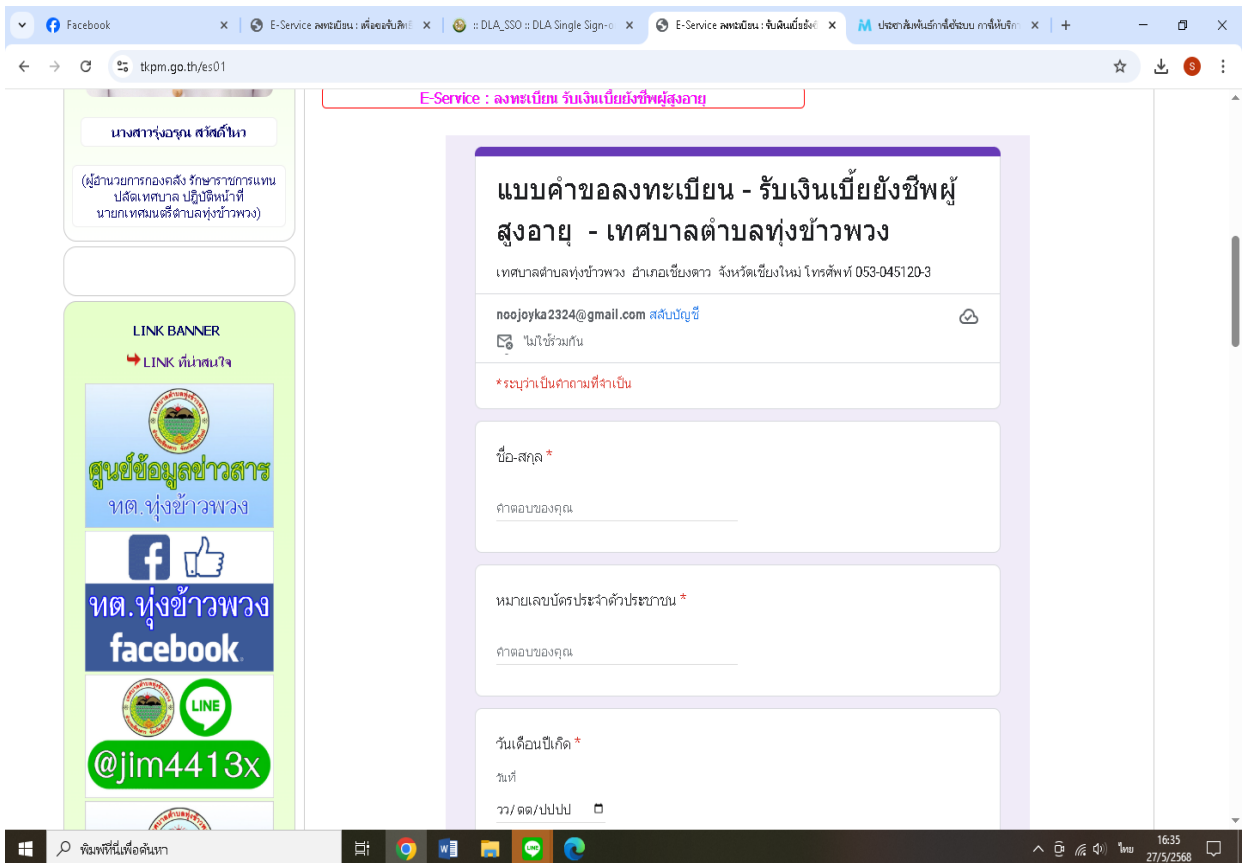 Facebook
E-Service ลงทะเบียน : เพื่อขอรับสิทธิ
:: DLA_SSO :: DLA Single Sign-o
E-Service ลงทะเบียน : รับเงินเบี้ยยังชี
ประชาสัมพันธ์การใช้ระบบ การให้บริกา
tkpm.go.th/es01
S
E-Service : ลงทะเบียน รับเงินเบี้ยยังชีพผู้สูงอายุ
นางสาวรุ่งอรุณ สวัสดิ์ไหว
(ผู้อำนวยการกองคลัง รักษาราชการแทน
ปลัดเทศบาล ปฏิบัติหน้าที่
นายกเทศมนตรีตำบลทุ่งข้าวพวง)
LINK BANNER
LINK ที่น่าสนใจ
ศูนย์ข้อมูลข่าวสาร
ทต.ทุ่งข้าวพวง
ทต.ทุ่งข้าวพวง
facebook.
LINE
@jim4413x
แบบคำขอลงทะเบียน - รับเงินเบี้ยยังชีพผู้
สูงอายุ - เทศบาลตำบลทุ่งข้าวพวง
เทศบาลตำบลทุ่งข้าวพวง อำเภอเชียงดาว จังหวัดเชียงใหม่ โทรศัพท์ 053-045120-3
noojoyka2324@gmail.com สลับบัญชี
ไม่ใช้ร่วมกัน
* ระบุว่าเป็นคำถามที่จำเป็น
ชื่อ-สกุล *
คำตอบของคุณ
หมายเลขบัตรประจำตัวประชาชน *
คำตอบของคุณ
วันเดือนปีเกิด *
วันที่
วว/ดด/ปปปป
พิมพ์ที่นี่เพื่อค้นหา
ไทย
16:35
27/5/2568